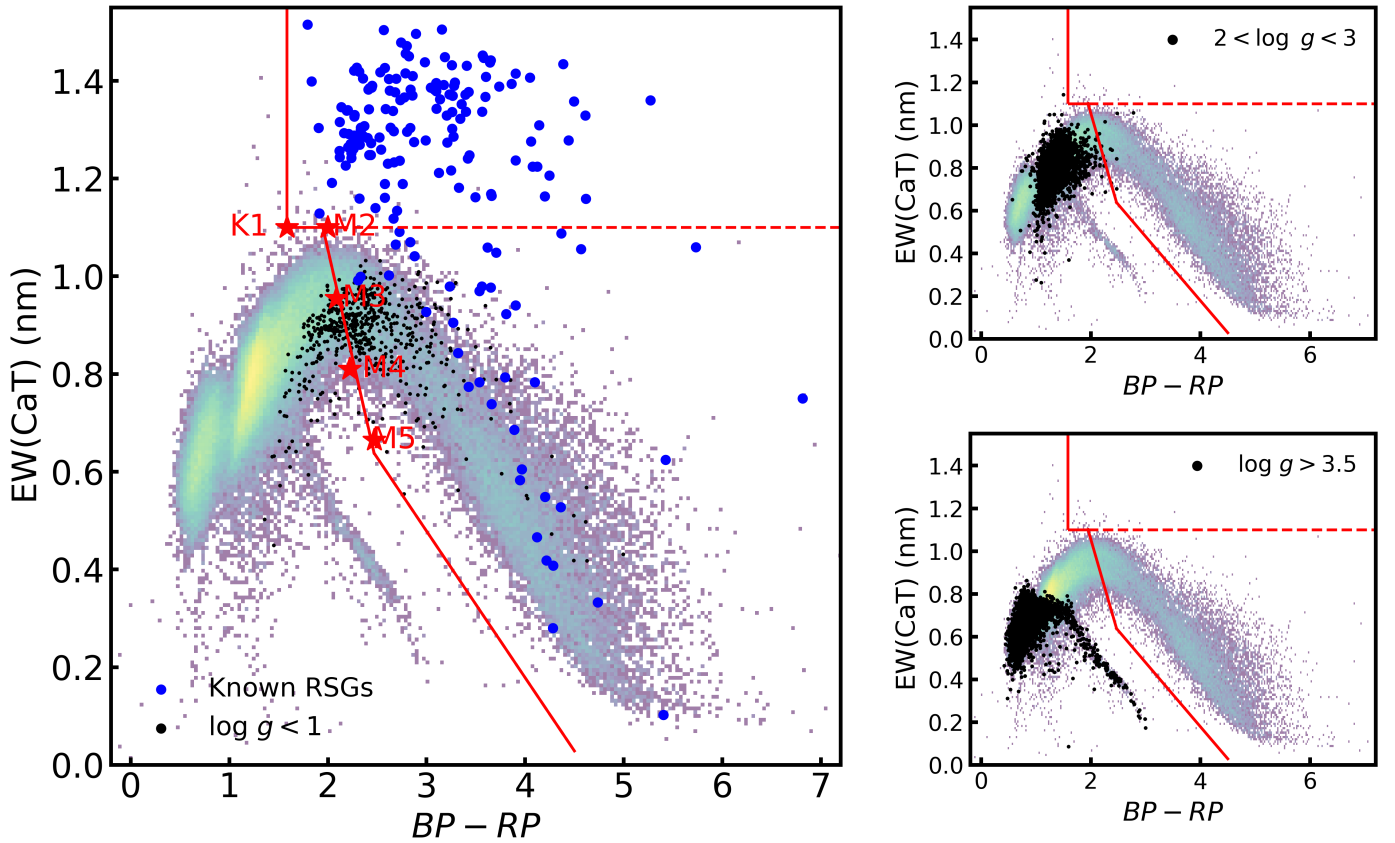 1.4
1.2
1.0
0.8
0.6
0.4
0.2
0.0
EW(CaT) (nm)
K1
M2
M3
M4
M5
Known RSGs
log g < 1
0
1
2
3
4
5
6
7
BP − RP
1.4
1.2
1.0
0.8
0.6
0.4
0.2
0.0
EW(CaT) (nm)
2 < log g < 3
0
2
4
6
BP − RP
1.4
1.2
1.0
0.8
0.6
0.4
0.2
0.0
EW(CaT) (nm)
log g > 3.5
0
2
4
6
BP − RP